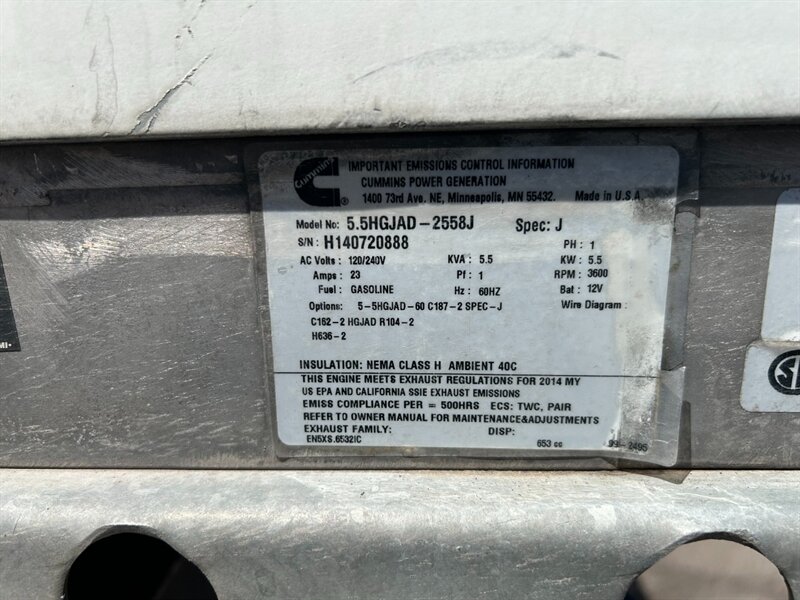 Cummins
IMPORTANT EMISSIONS CONTROL INFORMATION
CUMMINS POWER GENERATION
1400 73rd Ave. NE, Minneapolis, MN 55432. Made in U.S.A.
Model No: 5.5HGJAD-2558J Spec: J
S/N: H140720888 PH: 1
AC Volts: 120/240V KVA: 5.5 KW: 5.5
Amps: 23 Pf: 1 RPM: 3600
Fuel: GASOLINE Hz: 60HZ Bat: 12V
Options: 5-5HGJAD-60 C187-2 SPEC-J Wire Diagram:
C162-2 HGJAD R104-2
H636-2
INSULATION: NEMA CLASS H AMBIENT 40C
THIS ENGINE MEETS EXHAUST REGULATIONS FOR 2014 MY
US EPA AND CALIFORNIA SSIE EXHAUST EMISSIONS
EMISS COMPLIANCE PER = 500HRS ECS: TWC, PAIR
REFER TO OWNER MANUAL FOR MAINTENANCE&ADJUSTMENTS
EXHAUST FAMILY: DISP:
EN5XS.6532IC 653 cc 99-2495
MI-